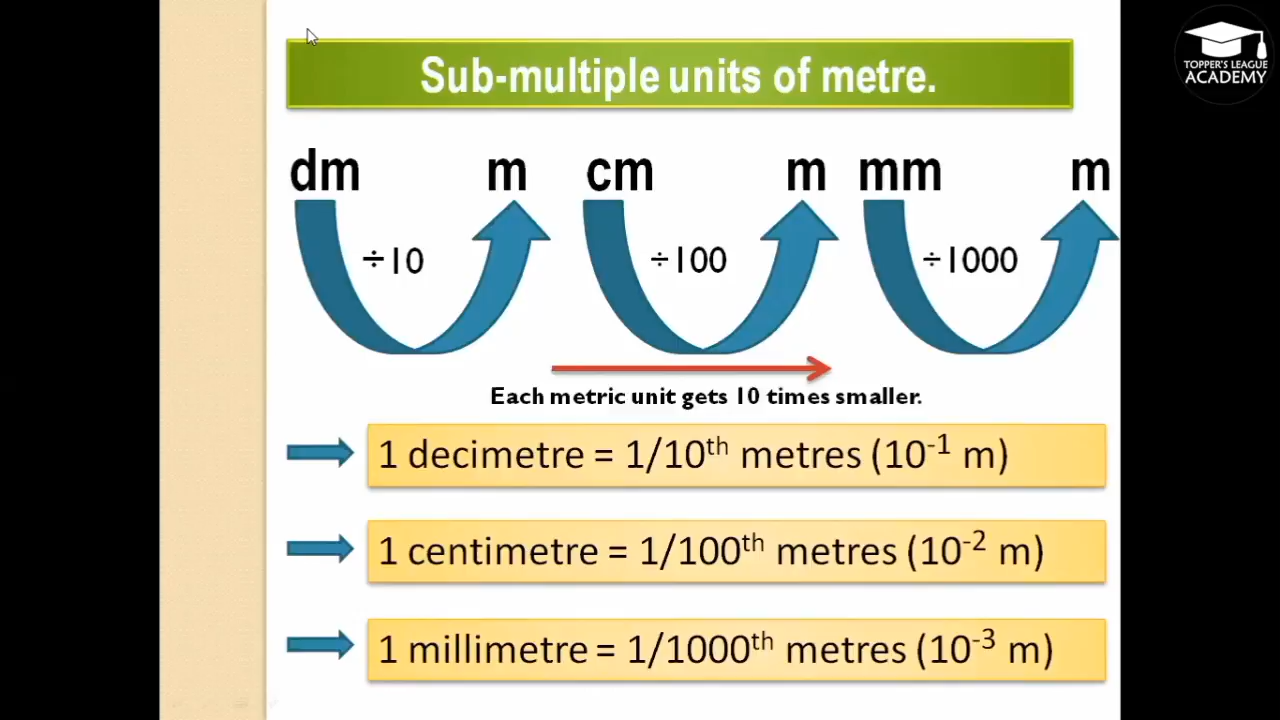 TOPPER'S LEAGUE
ACADEMY
Sub-multiple units of metre.
dm m cm m mm m
÷10 ÷100 ÷1000
Each metric unit gets 10 times smaller.
1 decimetre = 1/10ᵗʰ metres (10⁻¹ m)
1 centimetre = 1/100ᵗʰ metres (10⁻² m)
1 millimetre = 1/1000ᵗʰ metres (10⁻³ m)